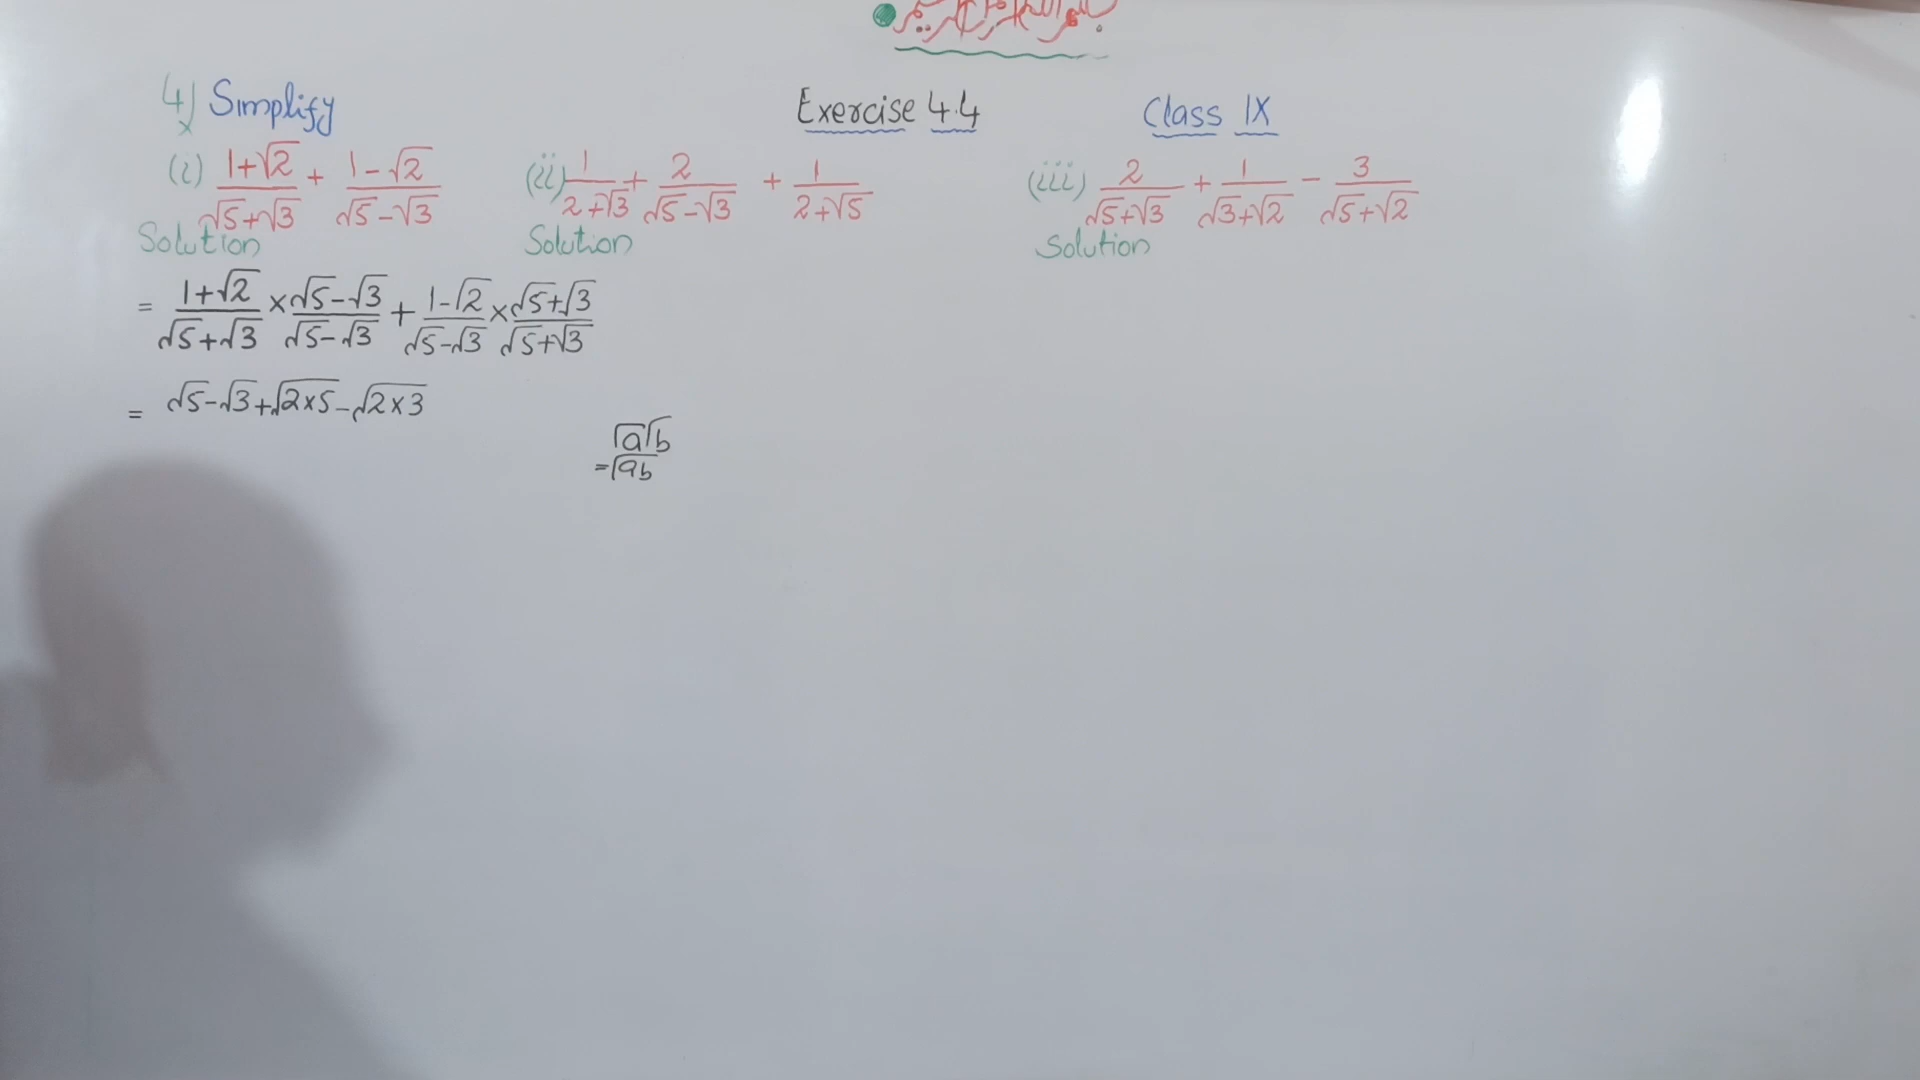 4) Simplify Exercise 4.4 Class IX
(i) (1+√2)/(√5+√3) + (1-√2)/(√5-√3) (ii) 1/(2+√3) + 2/(√5-√3) + 1/(2+√5) (iii) 2/(√5+√3) + 1/(√3+√2) - 3/(√5+√2)
Solution Solution Solution
= (1+√2)/(√5+√3) × (√5-√3)/(√5-√3) + (1-√2)/(√5-√3) × (√5+√3)/(√5+√3)
= √5-√3+√2×5-√2×3
√a√b
=√ab